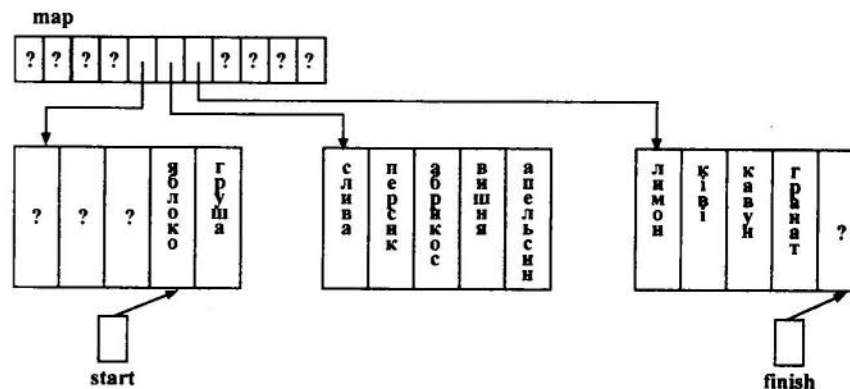 map
? ? ? ? ? ? ? ?
? ? ? яблоко груша
слива персик абрикос вишня апельсин
лимон ківі кавун гранат ?
start
finish